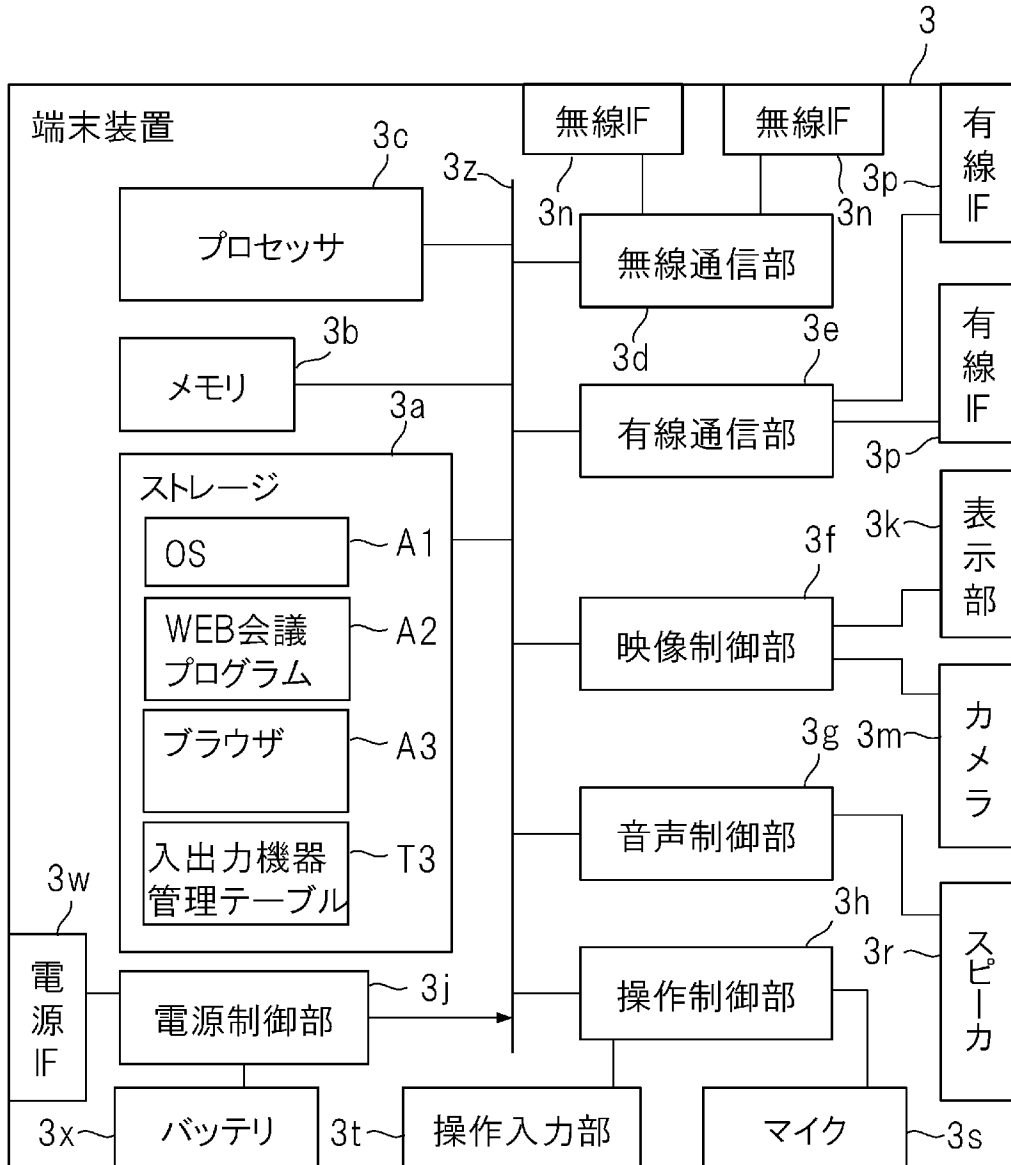 3
端末装置
無線IF
無線IF
有線IF
3c
3z
3n
3n
3p
プロセッサ
無線通信部
3d
3b
メモリ
3e
有線IF
有線通信部
3p
3a
ストレージ
OS
A1
WEB会議
プログラム
A2
ブラウザ
A3
入出力機器
管理テーブル
T3
3k
表示部
3f
映像制御部
3m
カメラ
3g
音声制御部
3w
電源IF
3h
3r
スピーカ
3j
電源制御部
操作制御部
3x
バッテリ
3t
操作入力部
マイク
3s